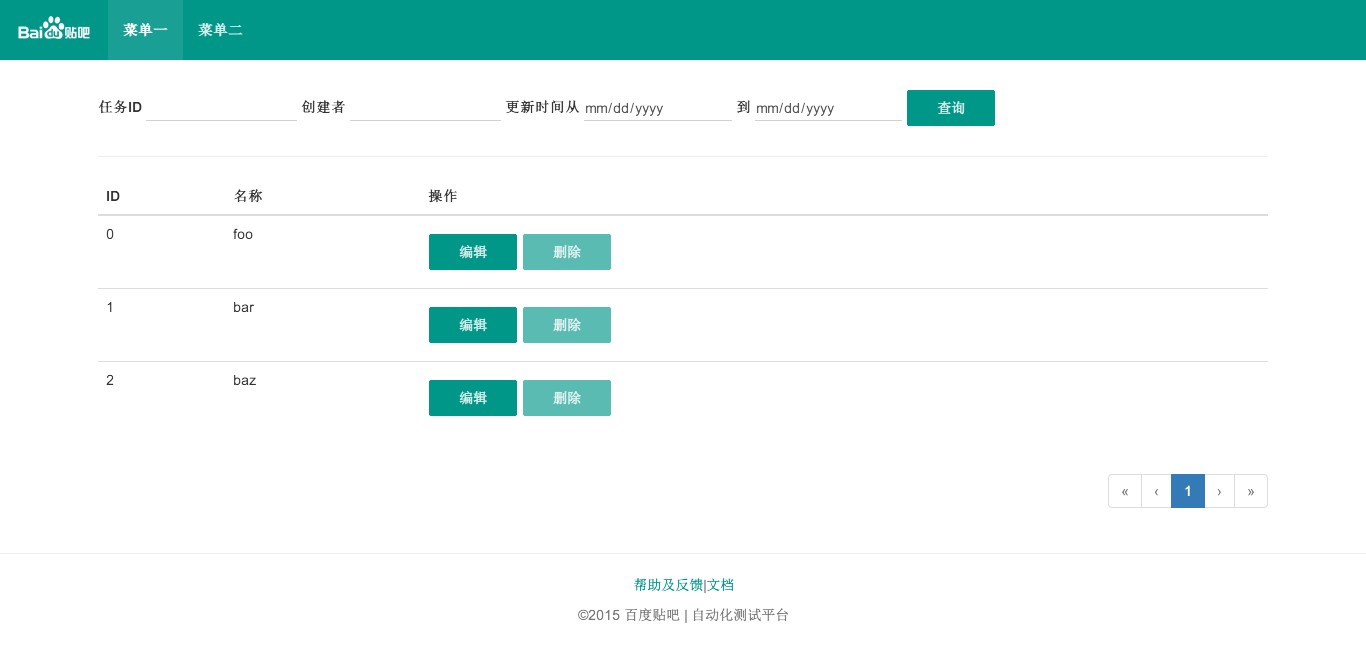 Bai du 贴吧 菜单一 菜单二
任务ID 创建者 更新时间从 mm/dd/yyyy 到 mm/dd/yyyy 查询
ID 名称 操作
0 foo 编辑 删除
1 bar 编辑 删除
2 baz 编辑 删除
« ‹ 1 › »
帮助及反馈|文档
©2015 百度贴吧 | 自动化测试平台